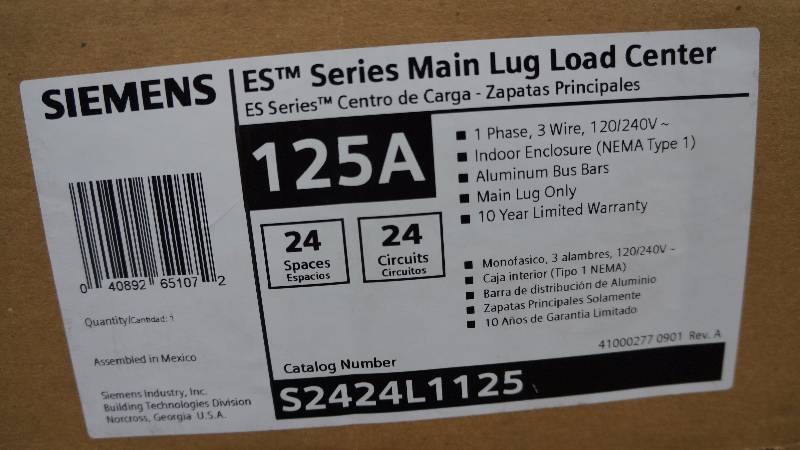 SIEMENS
ES™ Series Main Lug Load Center
ES Series™ Centro de Carga - Zapatas Principales
125A
24
Spaces
Espacios
24
Circuits
Circuitos
■ 1 Phase, 3 Wire, 120/240V ~
■ Indoor Enclosure (NEMA Type 1)
■ Aluminum Bus Bars
■ Main Lug Only
■ 10 Year Limited Warranty
■ Monofasico, 3 alambres, 120/240V ~
■ Caja interior (Tipo 1 NEMA)
■ Barra de distribución de Aluminio
■ Zapatas Principales Solamente
■ 10 Años de Garantia Limitado
0 40892 65107 2
Quantity/Cantidad: 1
Assembled in Mexico
Siemens Industry, Inc.
Building Technologies Division
Norcross, Georgia U.S.A.
41000277 0901 Rev. A
Catalog Number
S2424L1125